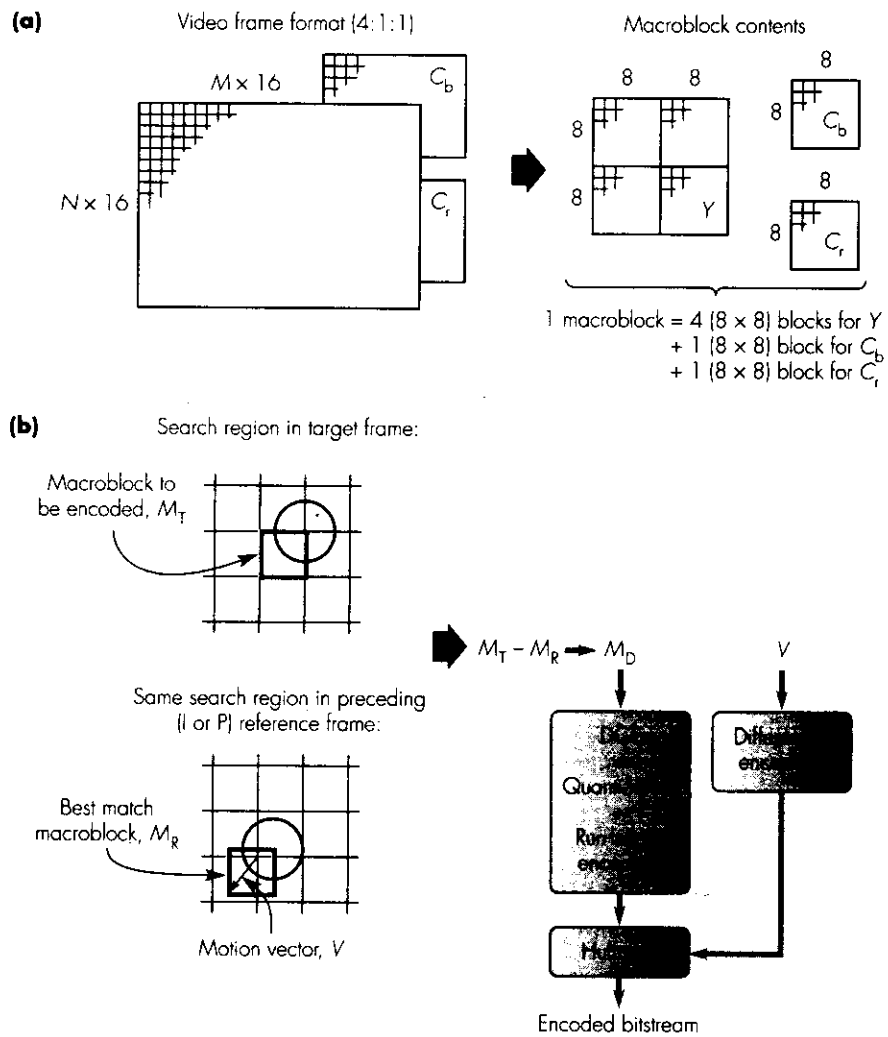 (a)
Video frame format (4:1:1)
M × 16
N × 16
C_b
C_r
Macroblock contents
8 8
8
8
Y
8
8
C_b
8
8
C_r
1 macroblock = 4 (8 × 8) blocks for Y
+ 1 (8 × 8) block for C_b
+ 1 (8 × 8) block for C_r
(b)
Search region in target frame:
Macroblock to
be encoded, M_T
Same search region in preceding
(I or P) reference frame:
Best match
macroblock, M_R
Motion vector, V
M_T – M_R
M_D
V
Encoded bitstream